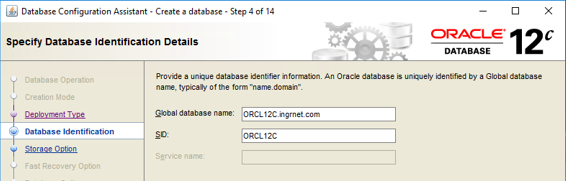 Database Configuration Assistant - Create a database - Step 4 of 14
Specify Database Identification Details
ORACLE
DATABASE
12c
Database Operation
Creation Mode
Deployment Type
Database Identification
Storage Option
Fast Recovery Option
Provide a unique database identifier information. An Oracle database is uniquely identified by a Global database
name, typically of the form "name.domain".
Global database name: ORCL12C.ingrnet.com
SID: ORCL12C
Service name: